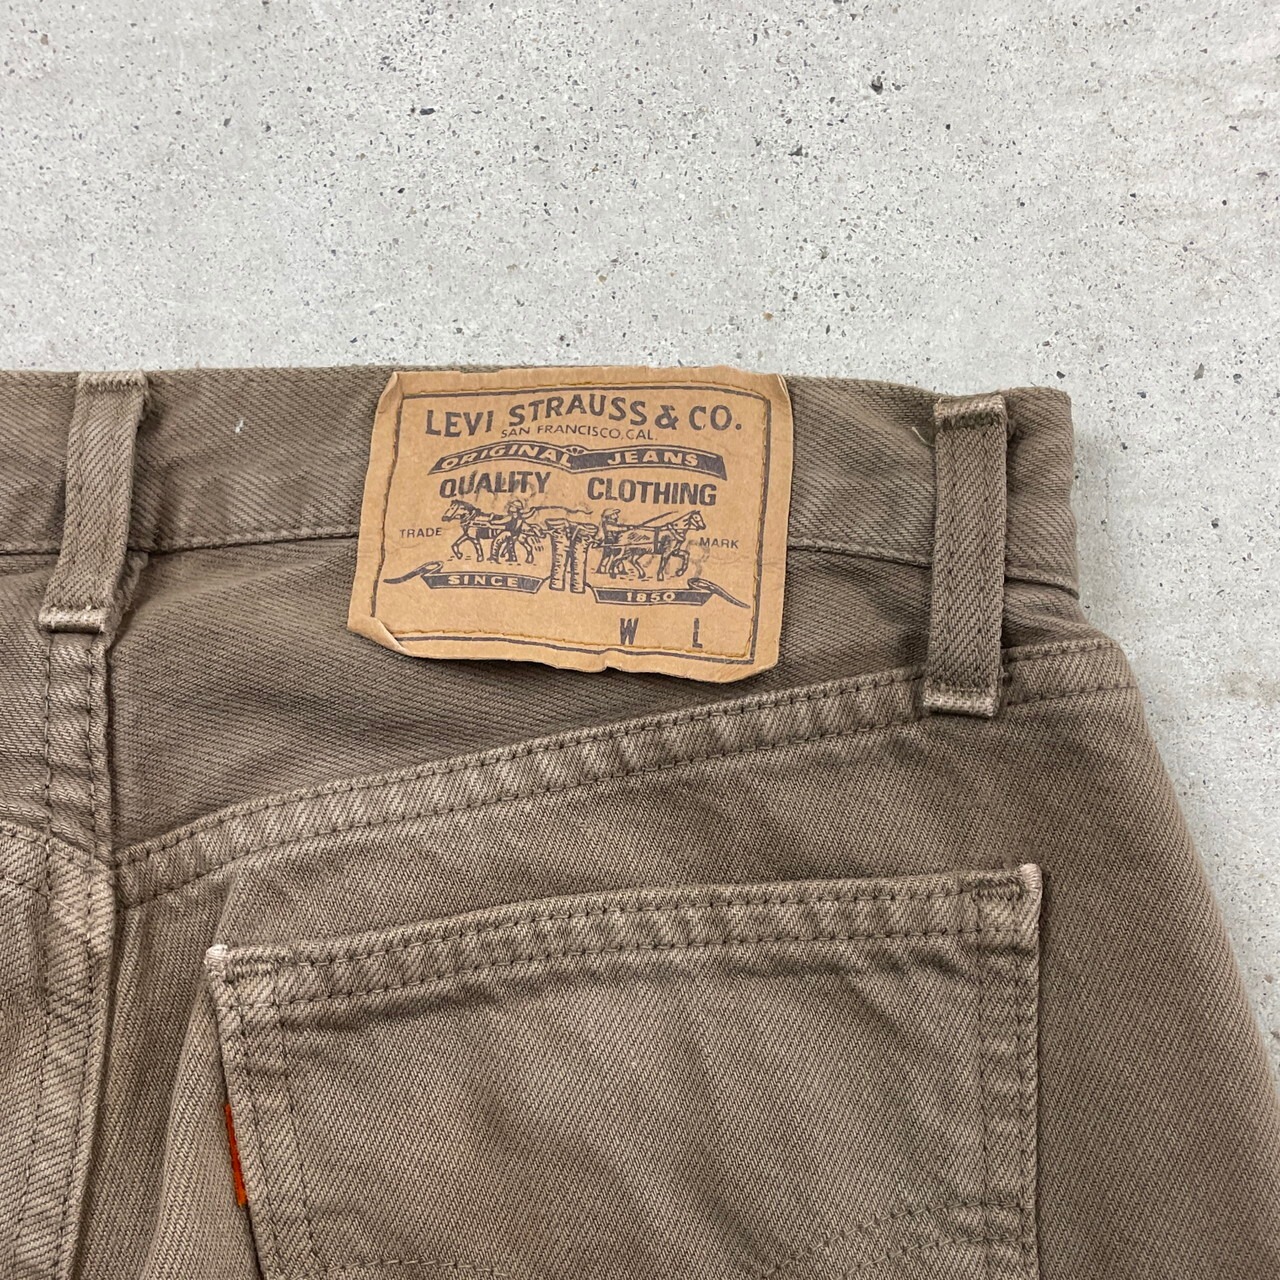 LEVI STRAUSS & CO.
SAN FRANCISCO, CAL.
ORIGINAL JEANS
QUALITY CLOTHING
TRADE MARK
SINCE 1850
W L